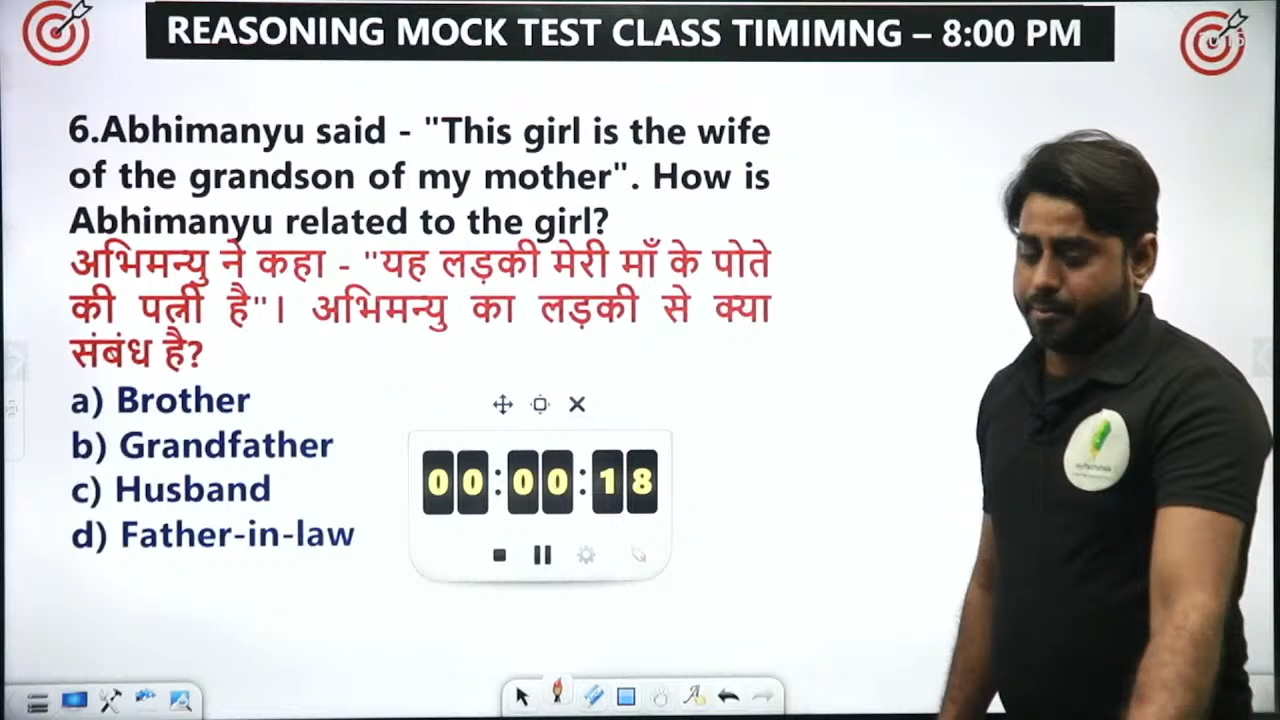 REASONING MOCK TEST CLASS TIMIMNG – 8:00 PM
6.Abhimanyu said - "This girl is the wife
of the grandson of my mother". How is
Abhimanyu related to the girl?
अभिमन्यु ने कहा - "यह लड़की मेरी माँ के पोते
की पत्नी है"। अभिमन्यु का लड़की से क्या
संबंध है?
a) Brother
b) Grandfather
c) Husband
d) Father-in-law
00:00:18